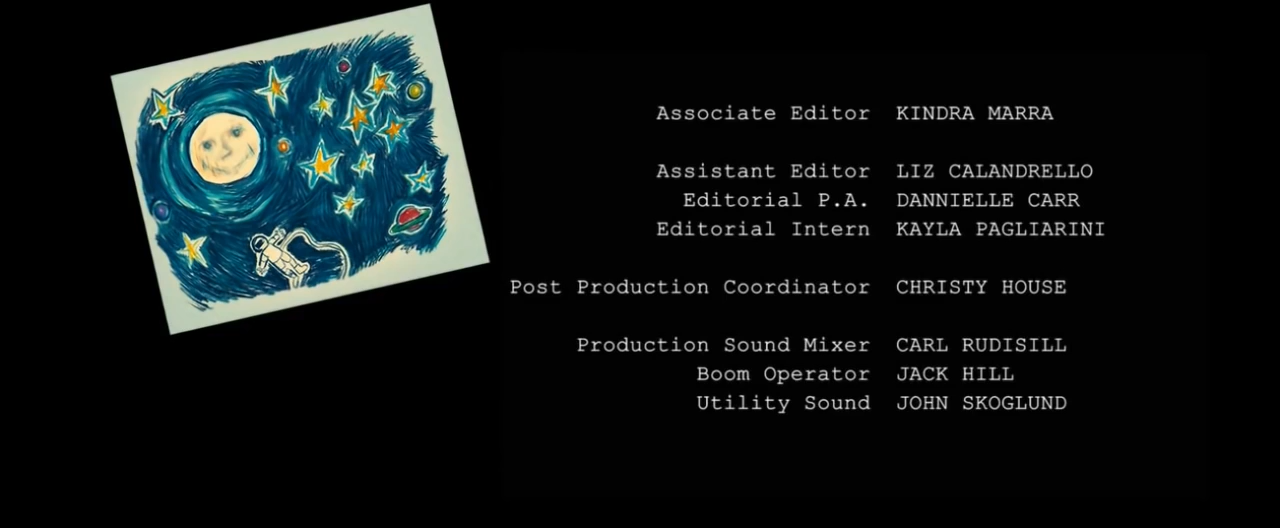 Associate Editor KINDRA MARRA
Assistant Editor LIZ CALANDRELLO
Editorial P.A. DANNIELLE CARR
Editorial Intern KAYLA PAGLIARINI
Post Production Coordinator CHRISTY HOUSE
Production Sound Mixer CARL RUDISILL
Boom Operator JACK HILL
Utility Sound JOHN SKOGLUND